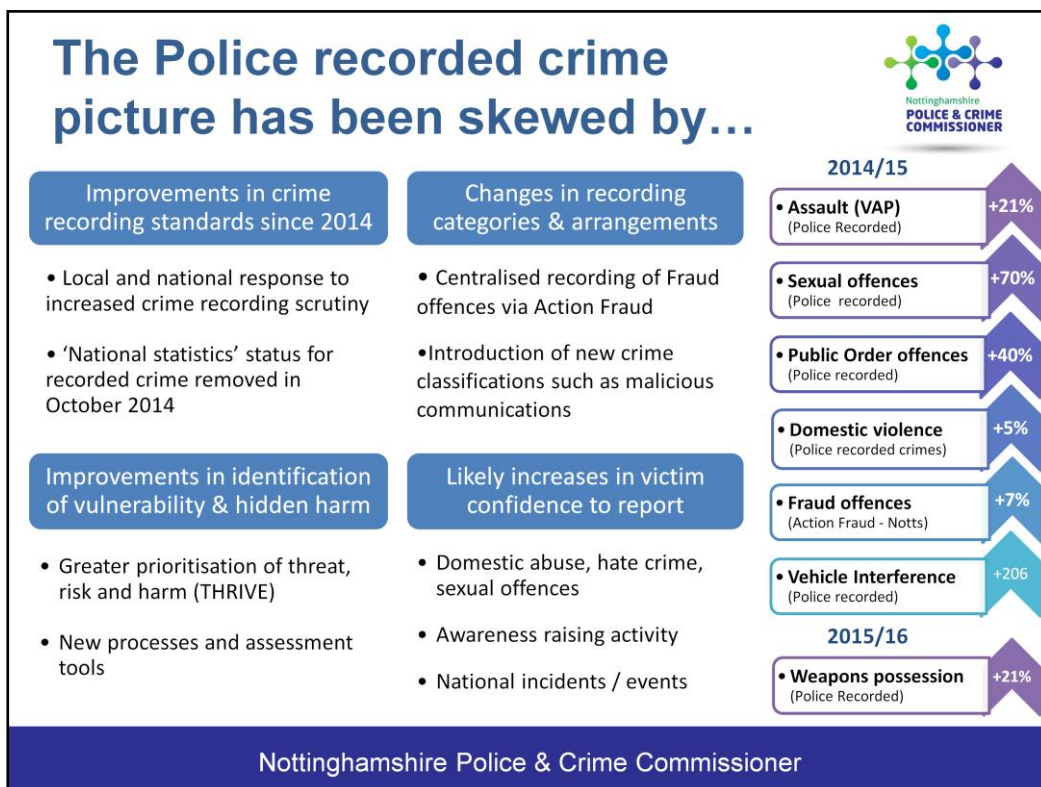 The Police recorded crime
picture has been skewed by…
Nottinghamshire
POLICE & CRIME
COMMISSIONER
Improvements in crime
recording standards since 2014
• Local and national response to
increased crime recording scrutiny
• ‘National statistics’ status for
recorded crime removed in
October 2014
Changes in recording
categories & arrangements
• Centralised recording of Fraud
offences via Action Fraud
•Introduction of new crime
classifications such as malicious
communications
Improvements in identification
of vulnerability & hidden harm
• Greater prioritisation of threat,
risk and harm (THRIVE)
• New processes and assessment
tools
Likely increases in victim
confidence to report
• Domestic abuse, hate crime,
sexual offences
• Awareness raising activity
• National incidents / events
2014/15
• Assault (VAP)
(Police Recorded)
+21%
• Sexual offences
(Police recorded)
+70%
• Public Order offences
(Police recorded)
+40%
• Domestic violence
(Police recorded crimes)
+5%
• Fraud offences
(Action Fraud - Notts)
+7%
• Vehicle Interference
(Police recorded)
+206
2015/16
• Weapons possession
(Police Recorded)
+21%
Nottinghamshire Police & Crime Commissioner